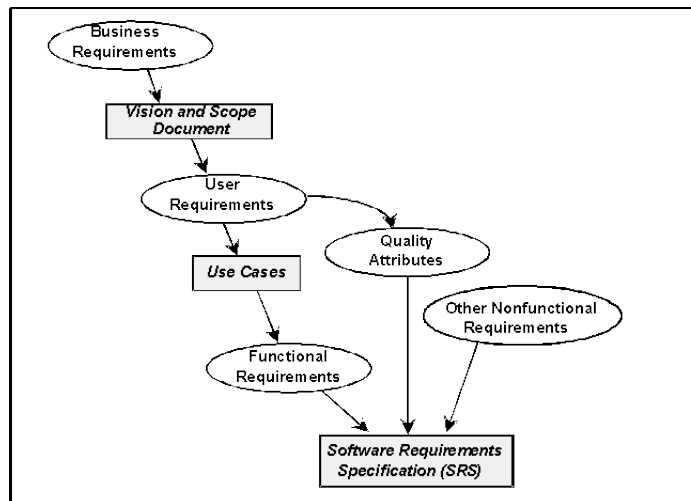 Business
Requirements
Vision and Scope
Document
User
Requirements
Quality
Attributes
Use Cases
Other Nonfunctional
Requirements
Functional
Requirements
Software Requirements
Specification (SRS)